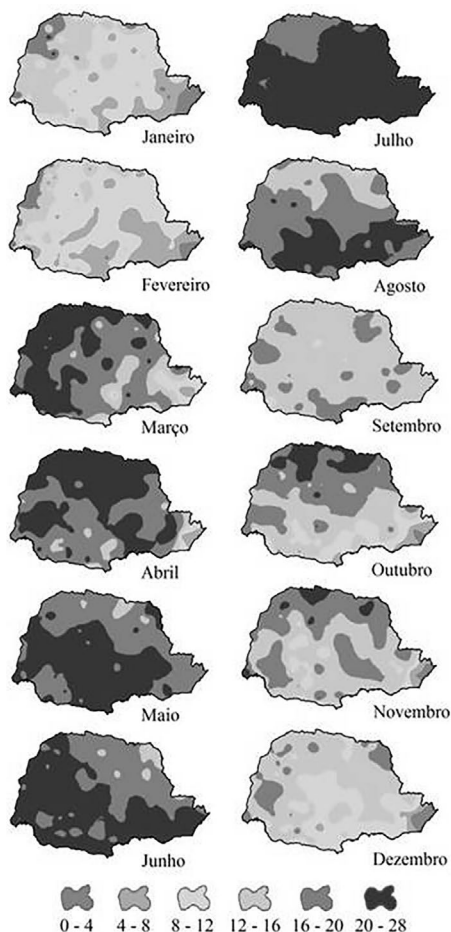 Janeiro
Julho
Fevereiro
Agosto
Março
Setembro
Abril
Outubro
Maio
Novembro
Junho
Dezembro
0 - 4
4 - 8
8 - 12
12 - 16
16 - 20
20 - 28